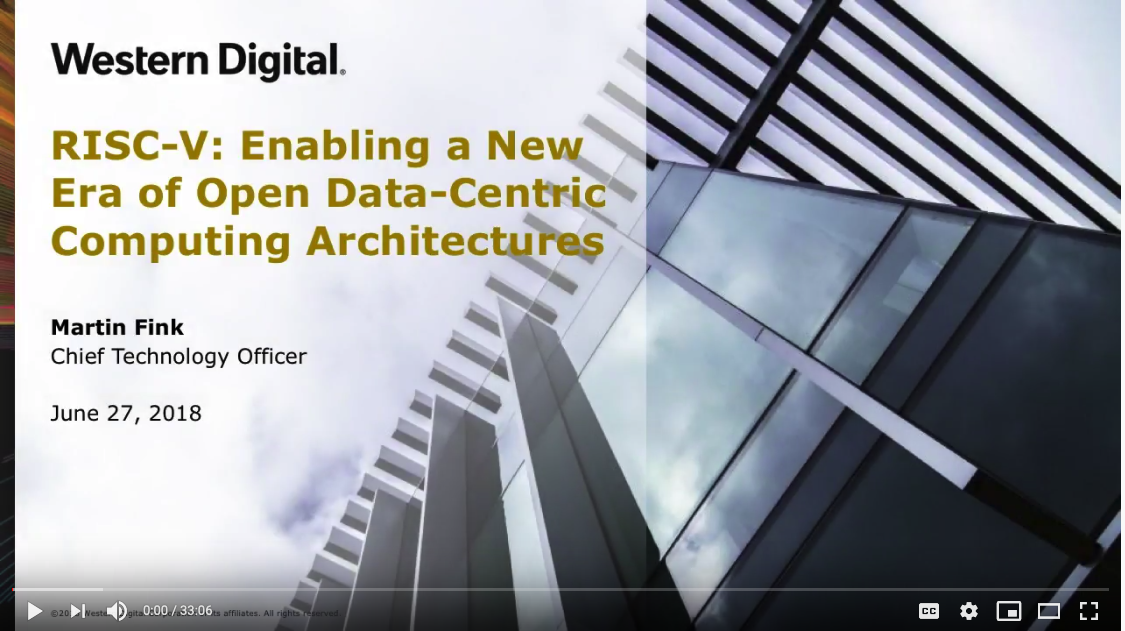 Western Digital®
RISC-V: Enabling a New
Era of Open Data-Centric
Computing Architectures
Martin Fink
Chief Technology Officer
June 27, 2018
affiliates. All rights reserved.
0:00 / 33:06
CC